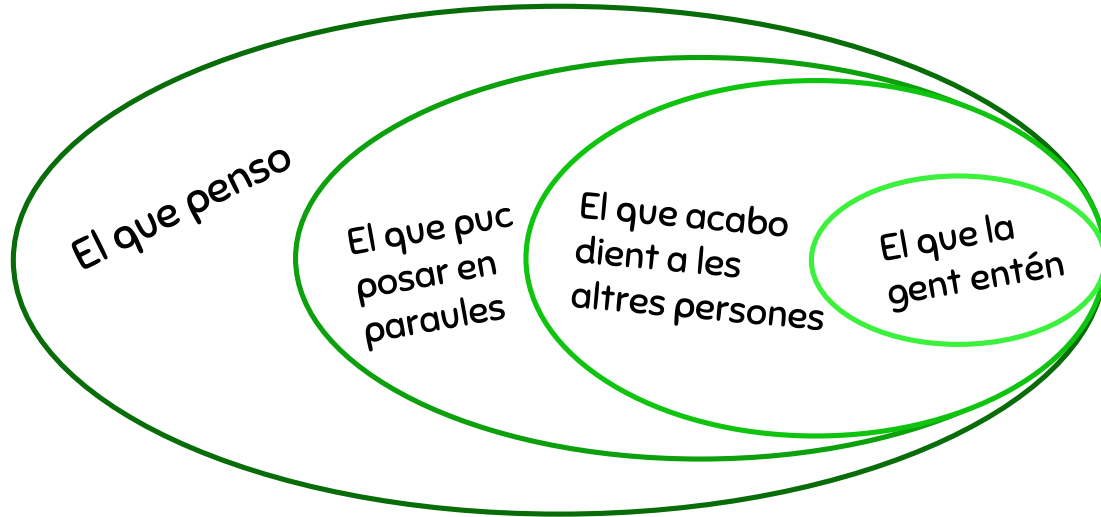 El que penso
El que puc
posar en
paraules
El que acabo
dient a les
altres persones
El que la
gent entén